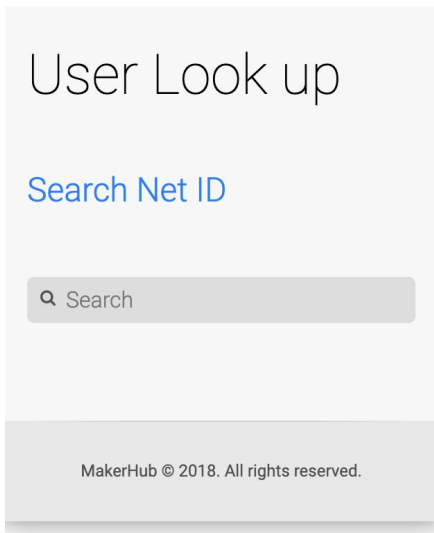 User Look up
Search Net ID
Search
MakerHub © 2018. All rights reserved.